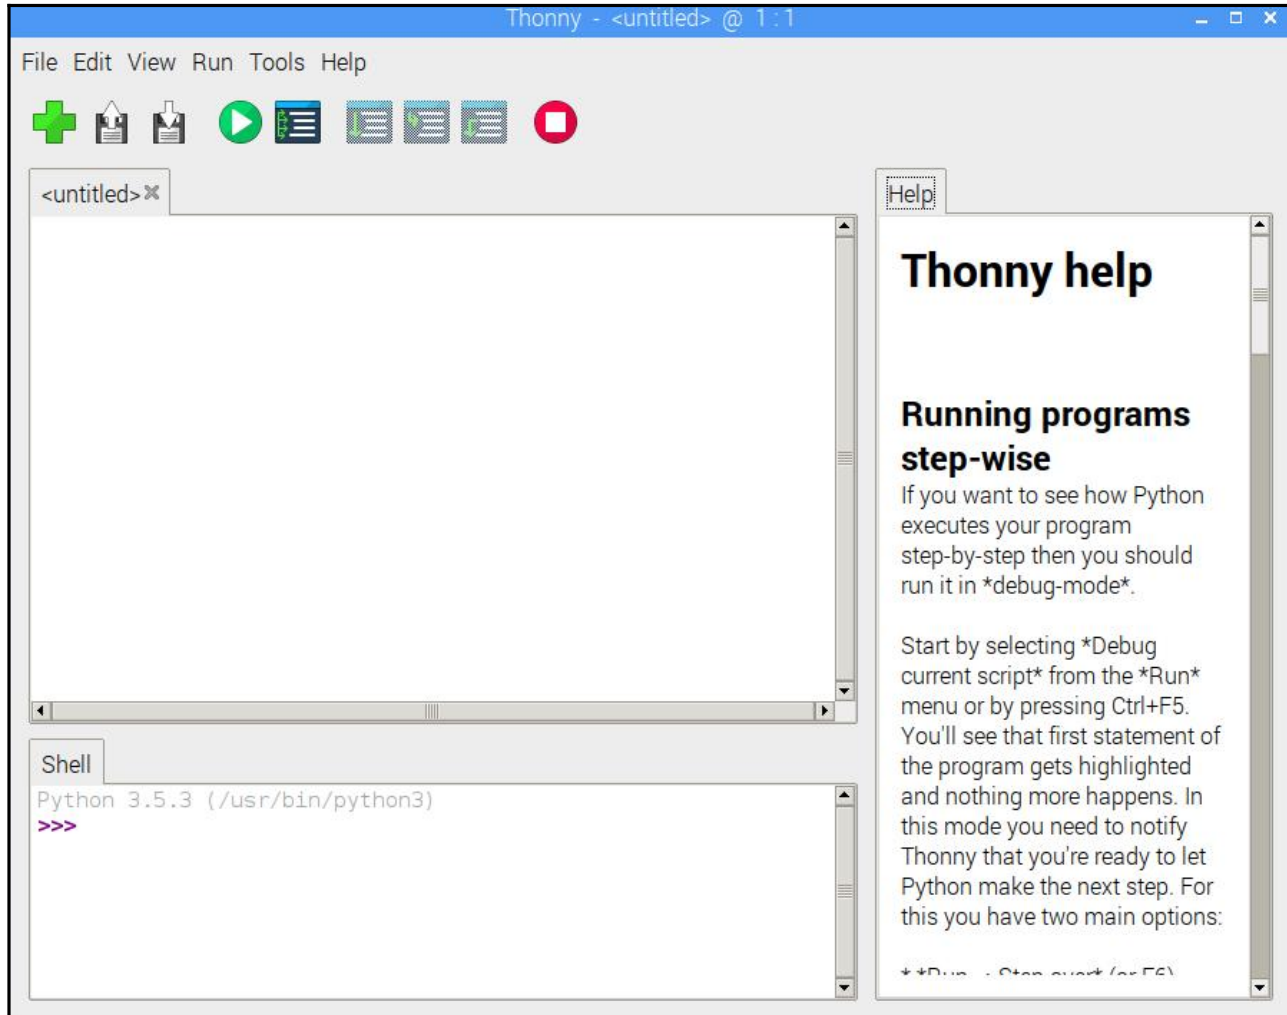 Thonny - <untitled> @ 1 : 1
File Edit View Run Tools Help
<untitled>
Help
Thonny help
Running programs
step-wise
If you want to see how Python
executes your program
step-by-step then you should
run it in *debug-mode*.
Start by selecting *Debug
current script* from the *Run*
menu or by pressing Ctrl+F5.
You'll see that first statement of
the program gets highlighted
and nothing more happens. In
this mode you need to notify
Thonny that you're ready to let
Python make the next step. For
this you have two main options:
Shell
Python 3.5.3 (/usr/bin/python3)
>>>